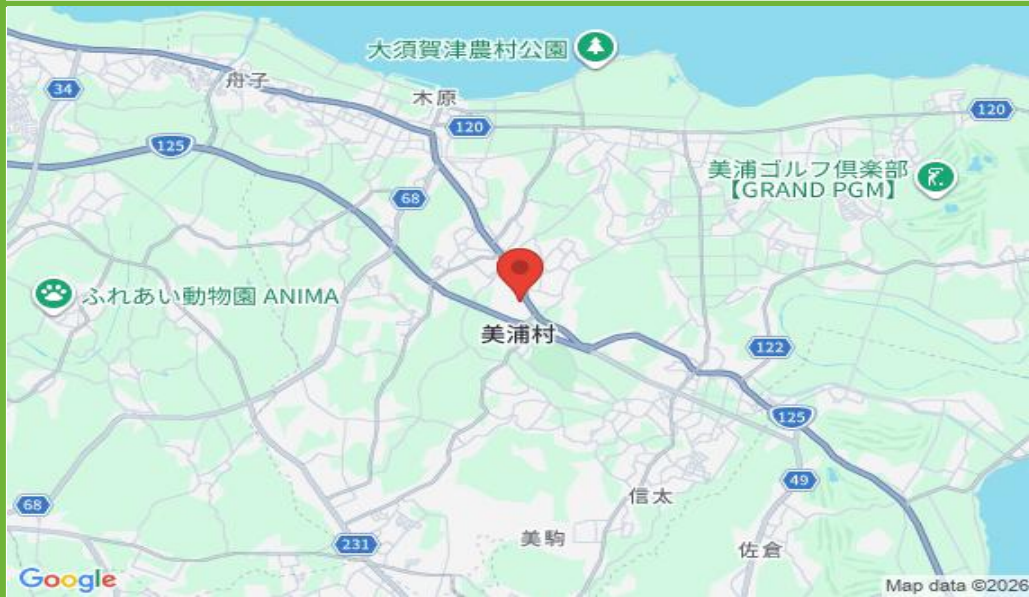 大須賀津農村公園
舟子
34
木原
120
120
125
美浦ゴルフ倶楽部
【GRAND PGM】
68
ふれあい動物園 ANIMA
美浦村
122
125
49
信太
68
美駒
231
佐倉
Google
Map data ©2026